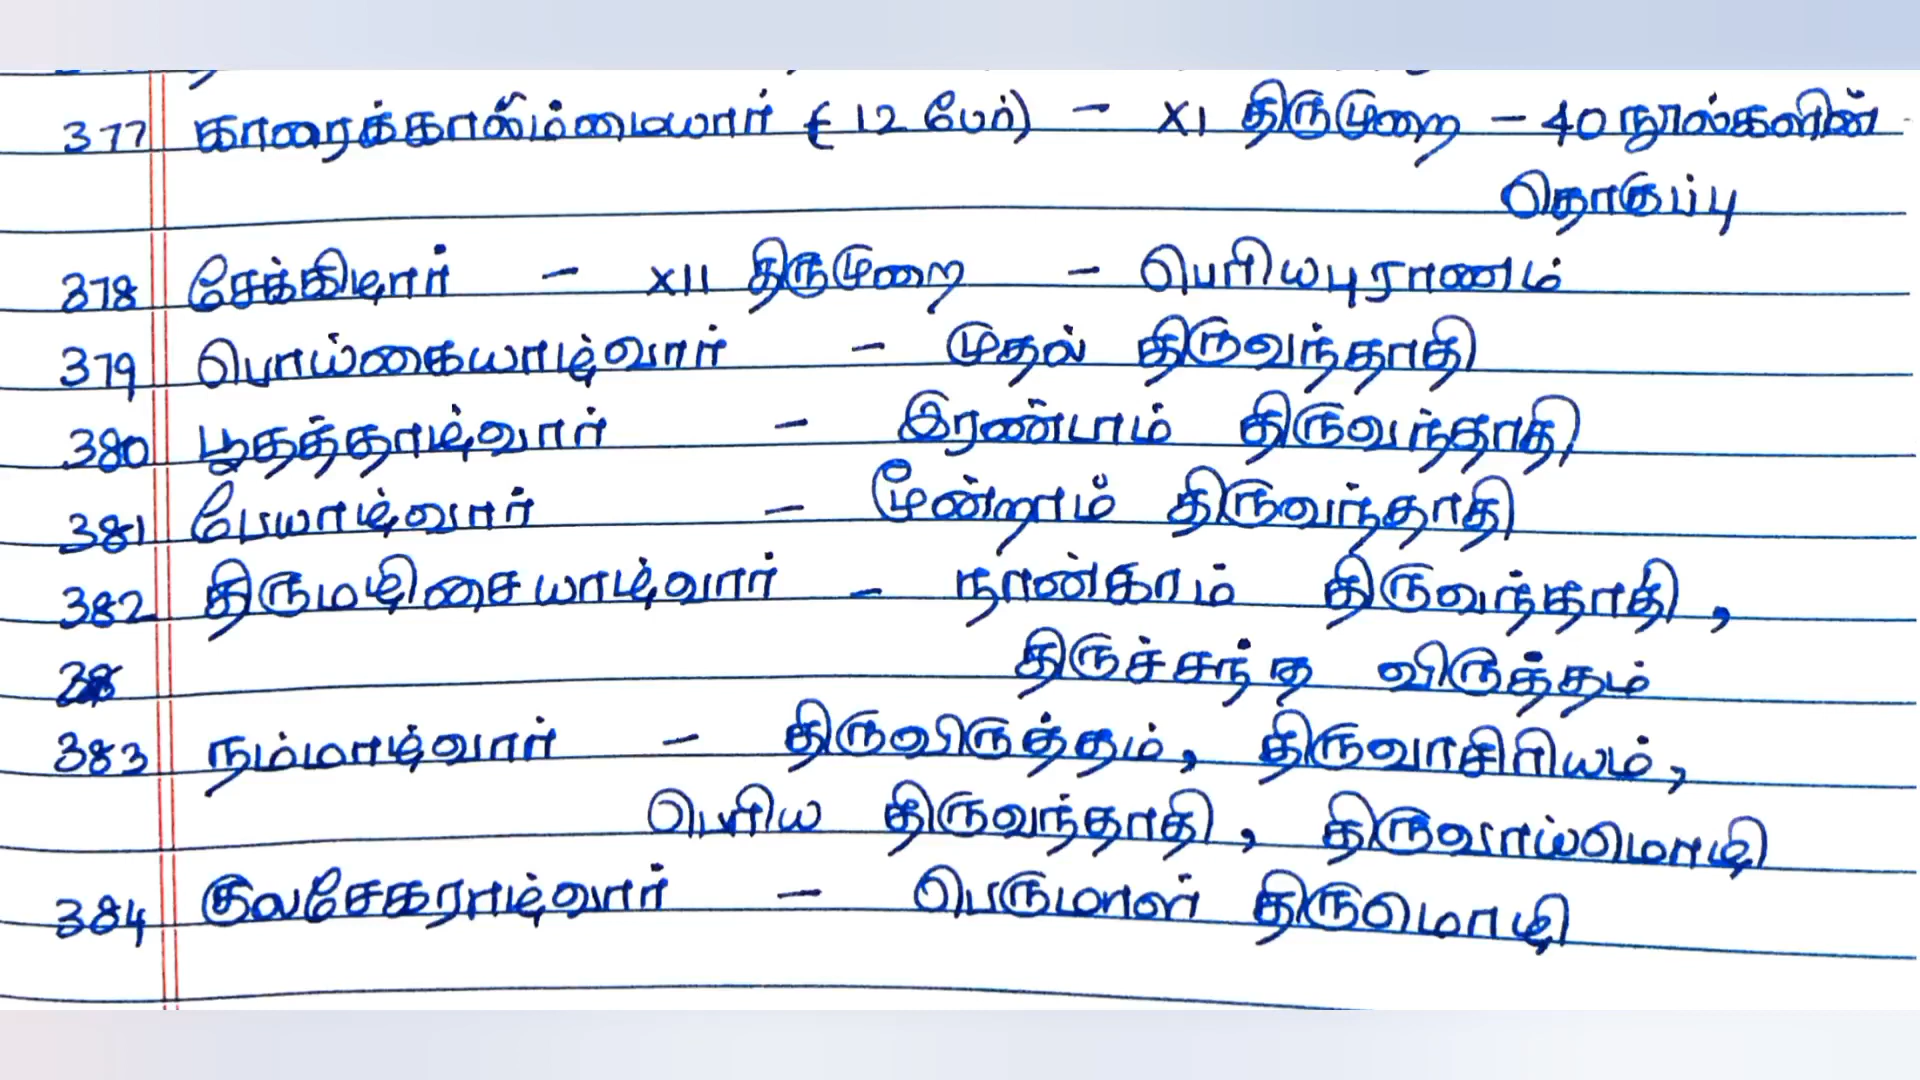 377 காரைக்காலிம்மையார் (12 பேர்) - XI திருமுறை - 40 நூல்களின்
தொகுப்பு
378 சேக்கிழார் - XII திருமுறை - பெரியபுராணம்
379 பொய்கையாழ்வார் - முதல் திருவந்தாதி
380 பூதத்தாழ்வார் - இரண்டாம் திருவந்தாதி
381 பேயாழ்வார் - மூன்றாம் திருவந்தாதி
382 திருமழிசையாழ்வார் - நான்காம் திருவந்தாதி,
திருச்சந்த விருத்தம்
383 நம்மாழ்வார் - திருவிருத்தம், திருவாசிரியம்,
பெரிய திருவந்தாதி, திருவாய்மொழி
384 குலசேகராழ்வார் - பெருமாள் திருமொழி